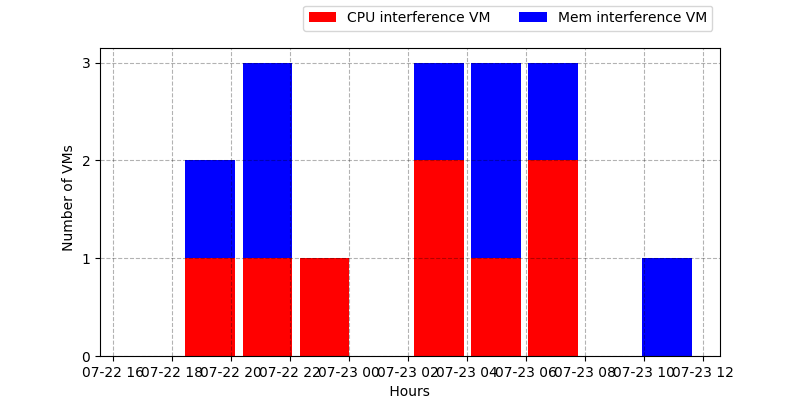 CPU interference VM Mem interference VM
3
2
1
0
Number of VMs
07-22 16 07-22 18 07-22 20 07-22 22 07-23 00 07-23 02 07-23 04 07-23 06 07-23 08 07-23 10 07-23 12
Hours